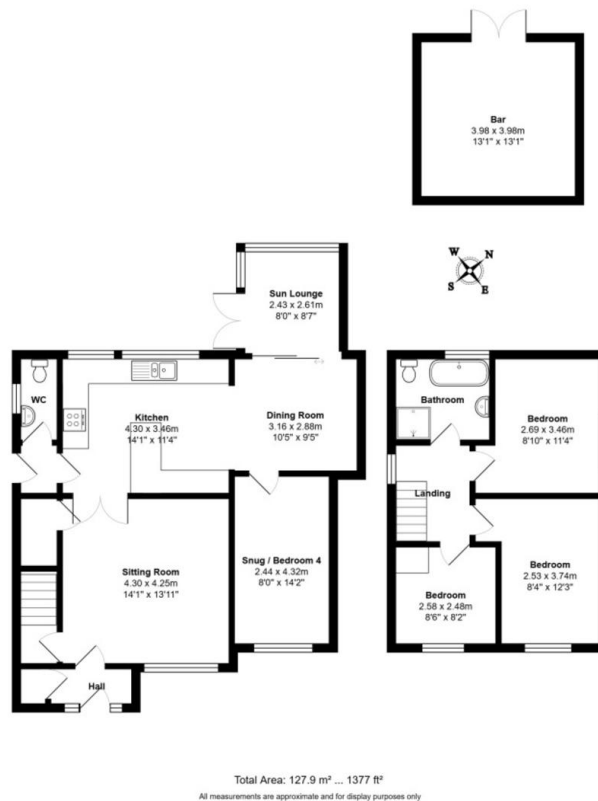 Bar
3.98 x 3.98m
13'1" x 13'1"
W N
S E
Sun Lounge
2.43 x 2.61m
8'0" x 8'7"
WC
Kitchen
4.30 x 3.46m
14'1" x 11'4"
Dining Room
3.16 x 2.88m
10'5" x 9'5"
Sitting Room
4.30 x 4.25m
14'1" x 13'11"
Snug / Bedroom 4
2.44 x 4.32m
8'0" x 14'2"
Hall
Bathroom
Bedroom
2.69 x 3.46m
8'10" x 11'4"
Landing
Bedroom
2.53 x 3.74m
8'4" x 12'3"
Bedroom
2.58 x 2.48m
8'6" x 8'2"
Total Area: 127.9 m² ... 1377 ft²
All measurements are approximate and for display purposes only